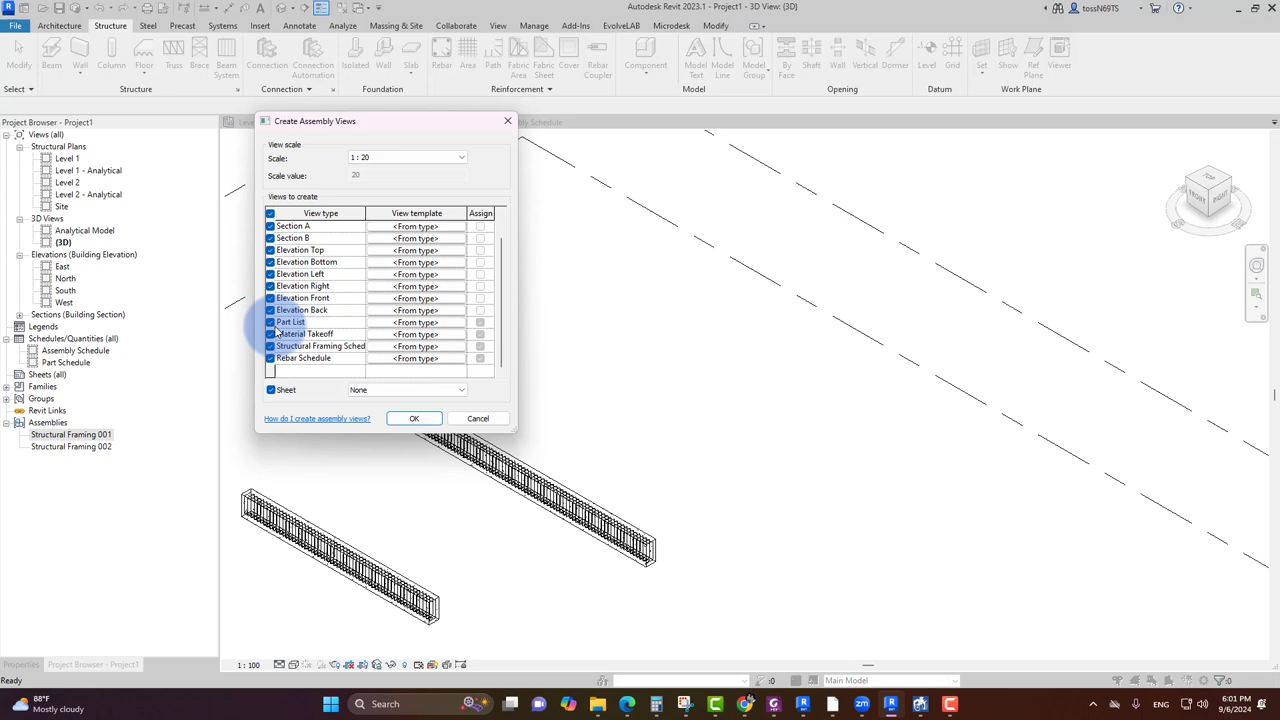 Autodesk Revit 2023.1 - Project1 - 3D View: {3D}
tossN69TS
File Architecture Structure Steel Precast Systems Insert Annotate Analyze Massing & Site Collaborate View Manage Add-Ins EvolveLAB Microdesk Modify
Modify Beam Wall Column Floor Truss Brace Beam System Connection Connection Automation Isolated Wall Slab Rebar Area Path Fabric Area Fabric Sheet Cover Rebar Coupler Component Model Text Model Line Model Group By Face Shaft Wall Vertical Dormer Level Grid Set Show Ref Plane Viewer
Select Structure Connection Foundation Reinforcement Model Opening Datum Work Plane
Project Browser - Project1
Views (all)
Structural Plans
Level 1
Level 1 - Analytical
Level 2
Level 2 - Analytical
Site
3D Views
Analytical Model
{3D}
Elevations (Building Elevation)
East
North
South
West
Sections (Building Section)
Legends
Schedules/Quantities (all)
Assembly Schedule
Part Schedule
Sheets (all)
Families
Groups
Revit Links
Assemblies
Structural Framing 001
Structural Framing 002
Properties Project Browser - Project1
Create Assembly Views
View scale
Scale: 1 : 20
Scale value: 20
Views to create
View type View template Assign
Section A <From type>
Section B <From type>
Elevation Top <From type>
Elevation Bottom <From type>
Elevation Left <From type>
Elevation Right <From type>
Elevation Front <From type>
Elevation Back <From type>
Part List <From type>
Material Takeoff <From type>
Structural Framing Sched <From type>
Rebar Schedule <From type>
Sheet None
How do I create assembly views? OK Cancel
TOP
FRONT RIGHT
1 : 100
Ready :0 Main Model :0
88°F
Mostly cloudy
Search
6:01 PM
9/6/2024